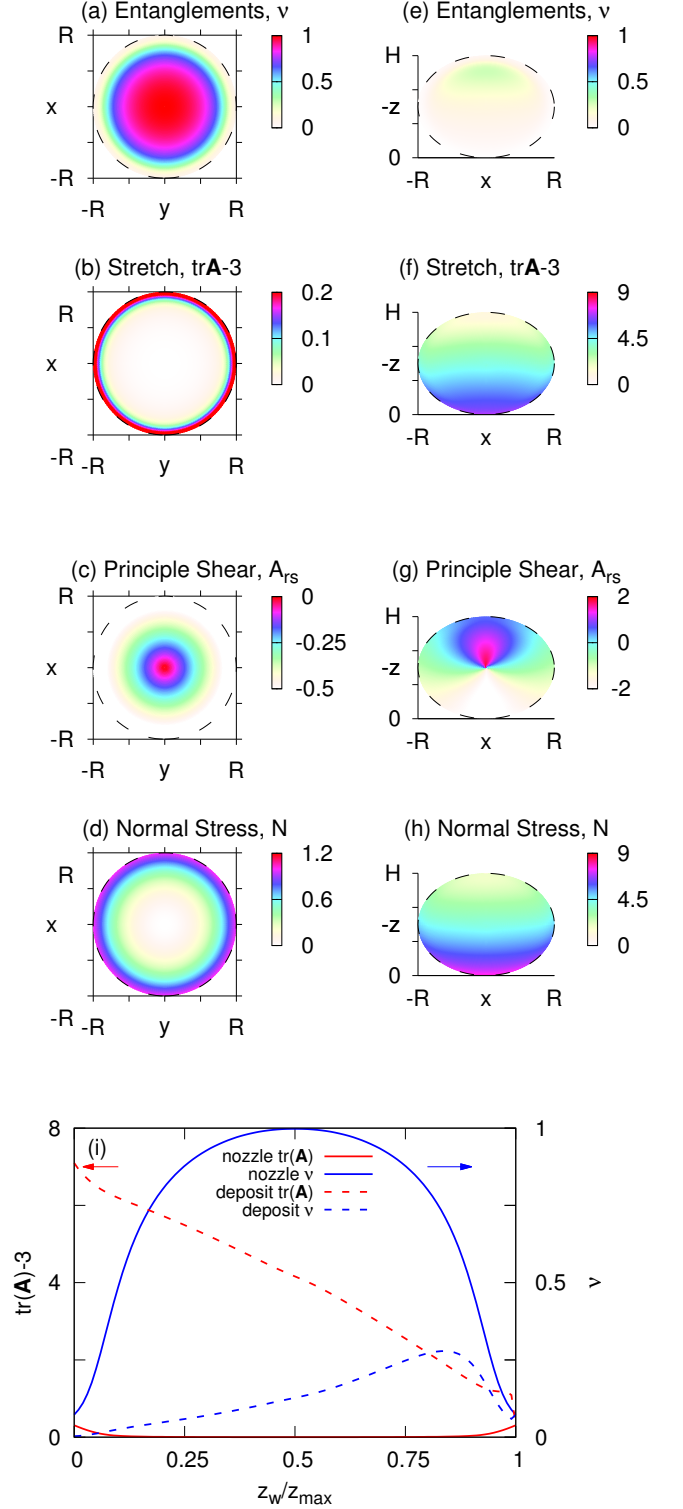 (a) Entanglements, ν
R
x
-R
-R y R
1
0.5
0
(e) Entanglements, ν
H
-z
0
-R x R
1
0.5
0
(b) Stretch, trA-3
R
x
-R
-R y R
0.2
0.1
0
(f) Stretch, trA-3
H
-z
0
-R x R
9
4.5
0
(c) Principle Shear, Ars
R
x
-R
-R y R
0
-0.25
-0.5
(g) Principle Shear, Ars
H
-z
0
-R x R
2
0
-2
(d) Normal Stress, N
R
x
-R
-R y R
1.2
0.6
0
(h) Normal Stress, N
H
-z
0
-R x R
9
4.5
0
(i)
nozzle tr(A)
nozzle ν
deposit tr(A)
deposit ν
8
4
0
tr(A)-3
1
0.5
0
ν
0 0.25 0.5 0.75 1
zw/zmax